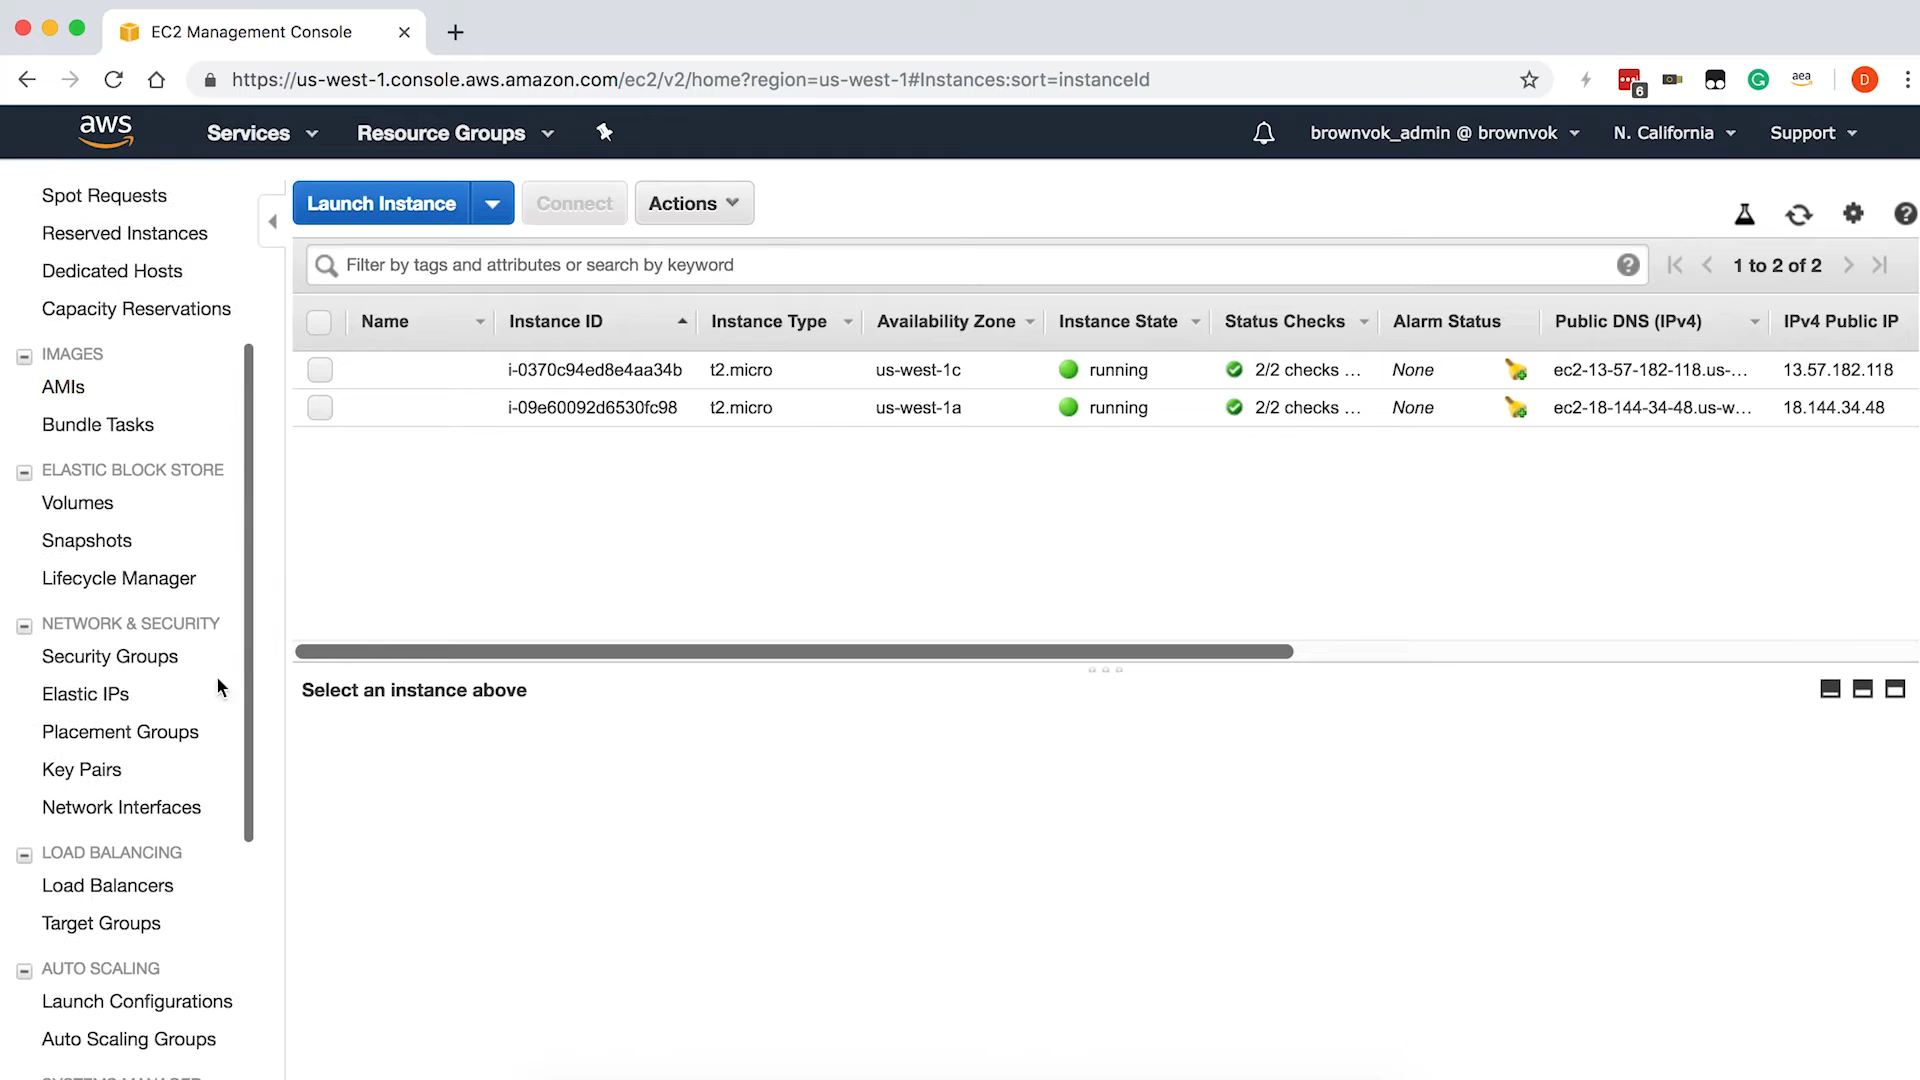 EC2 Management Console
https://us-west-1.console.aws.amazon.com/ec2/v2/home?region=us-west-1#Instances:sort=instanceId
6
aea
D
aws
Services
Resource Groups
brownvok_admin @ brownvok
N. California
Support
Spot Requests
Reserved Instances
Dedicated Hosts
Capacity Reservations
IMAGES
AMIs
Bundle Tasks
ELASTIC BLOCK STORE
Volumes
Snapshots
Lifecycle Manager
NETWORK & SECURITY
Security Groups
Elastic IPs
Placement Groups
Key Pairs
Network Interfaces
LOAD BALANCING
Load Balancers
Target Groups
AUTO SCALING
Launch Configurations
Auto Scaling Groups
SYSTEMS MANAGER
Launch Instance
Connect
Actions
Filter by tags and attributes or search by keyword
1 to 2 of 2
Name Instance ID Instance Type Availability Zone Instance State Status Checks Alarm Status Public DNS (IPv4) IPv4 Public IP
i-0370c94ed8e4aa34b t2.micro us-west-1c running 2/2 checks ... None ec2-13-57-182-118.us-... 13.57.182.118
i-09e60092d6530fc98 t2.micro us-west-1a running 2/2 checks ... None ec2-18-144-34-48.us-w... 18.144.34.48
Select an instance above